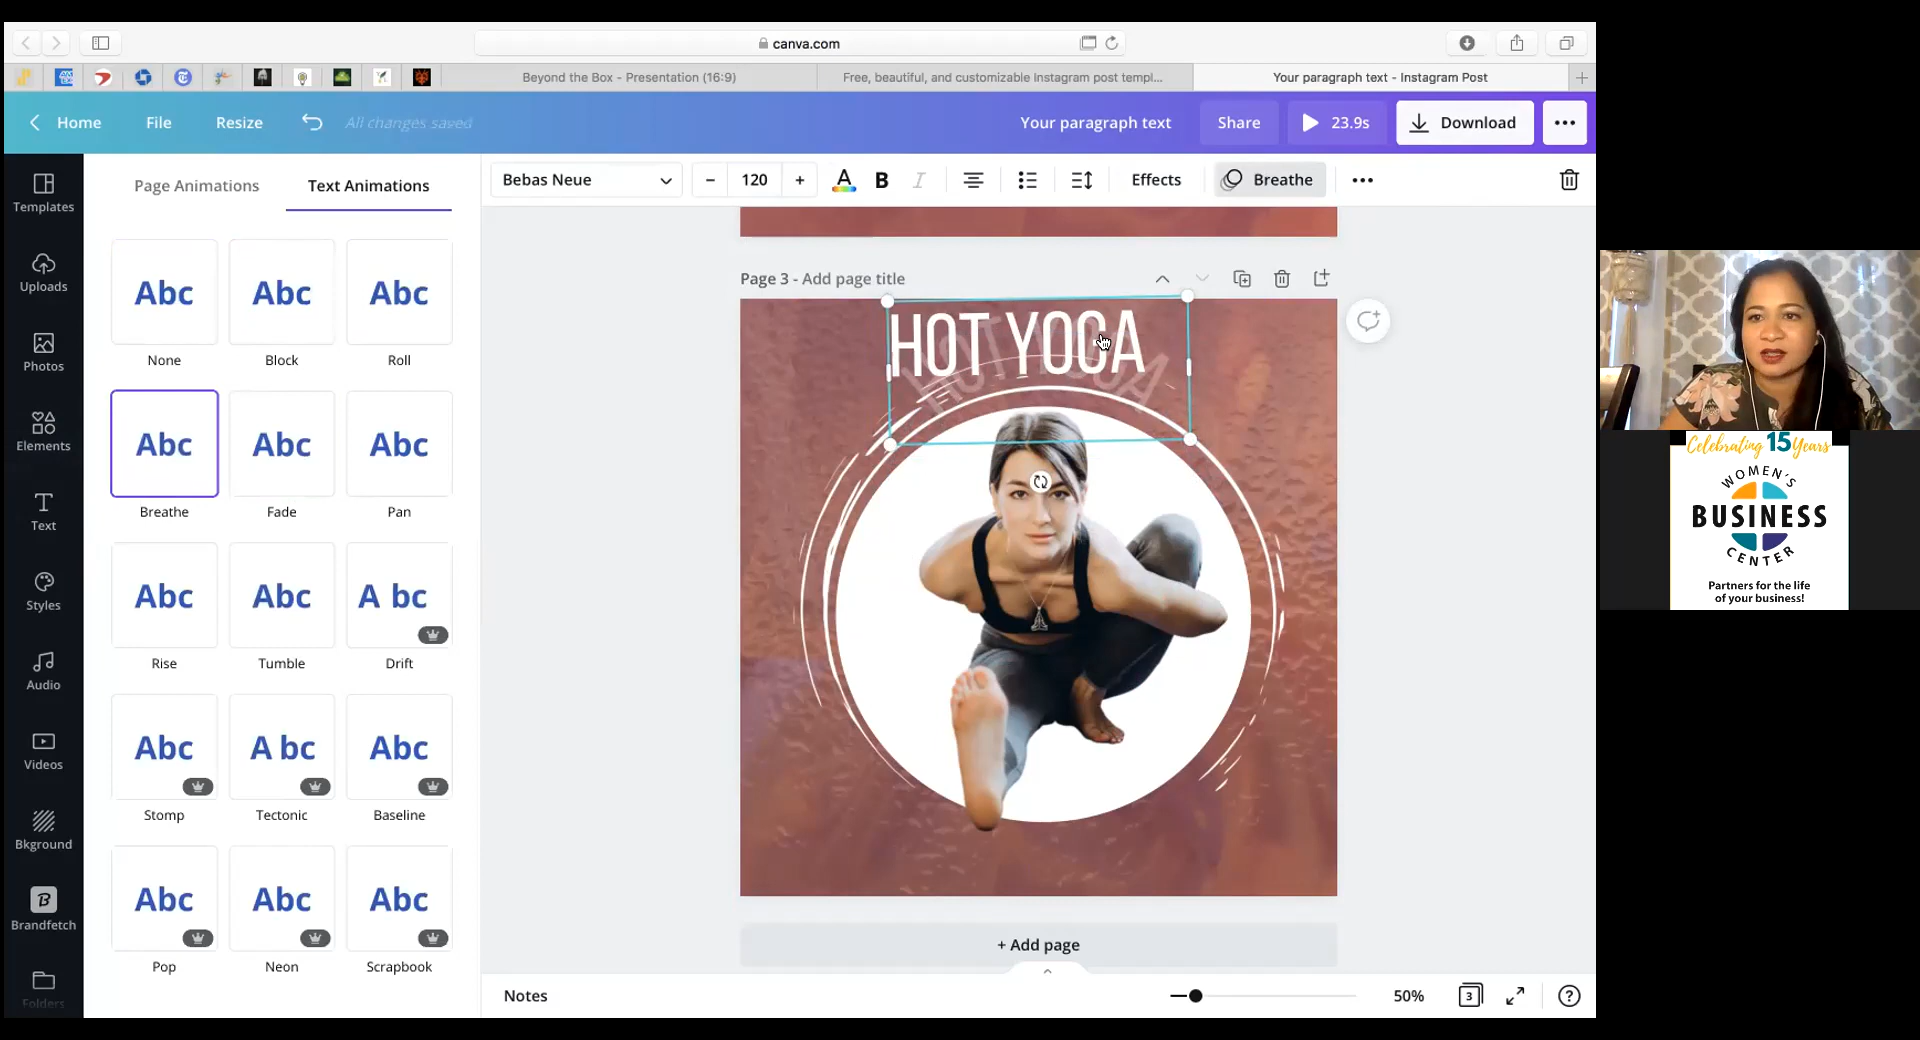 canva.com
Beyond the Box - Presentation (16:9)
Free, beautiful, and customizable Instagram post templ...
Your paragraph text - Instagram Post
Home
File
Resize
All changes saved
Your paragraph text
Share
23.9s
Download
Templates
Uploads
Photos
Elements
Text
Styles
Audio
Videos
Bkground
Brandfetch
Folders
Page Animations
Text Animations
Abc
Abc
Abc
None
Block
Roll
Abc
Abc
Abc
Breathe
Fade
Pan
Abc
Abc
A bc
Rise
Tumble
Drift
Abc
A bc
Abc
Stomp
Tectonic
Baseline
Abc
Abc
Abc
Pop
Neon
Scrapbook
Bebas Neue
120
A
B
I
Effects
Breathe
Page 3 - Add page title
HOT YOGA
HOT YOGA
+ Add page
Notes
50%
3
Celebrating 15 Years
WOMEN'S
BUSINESS
CENTER
Partners for the life
of your business!